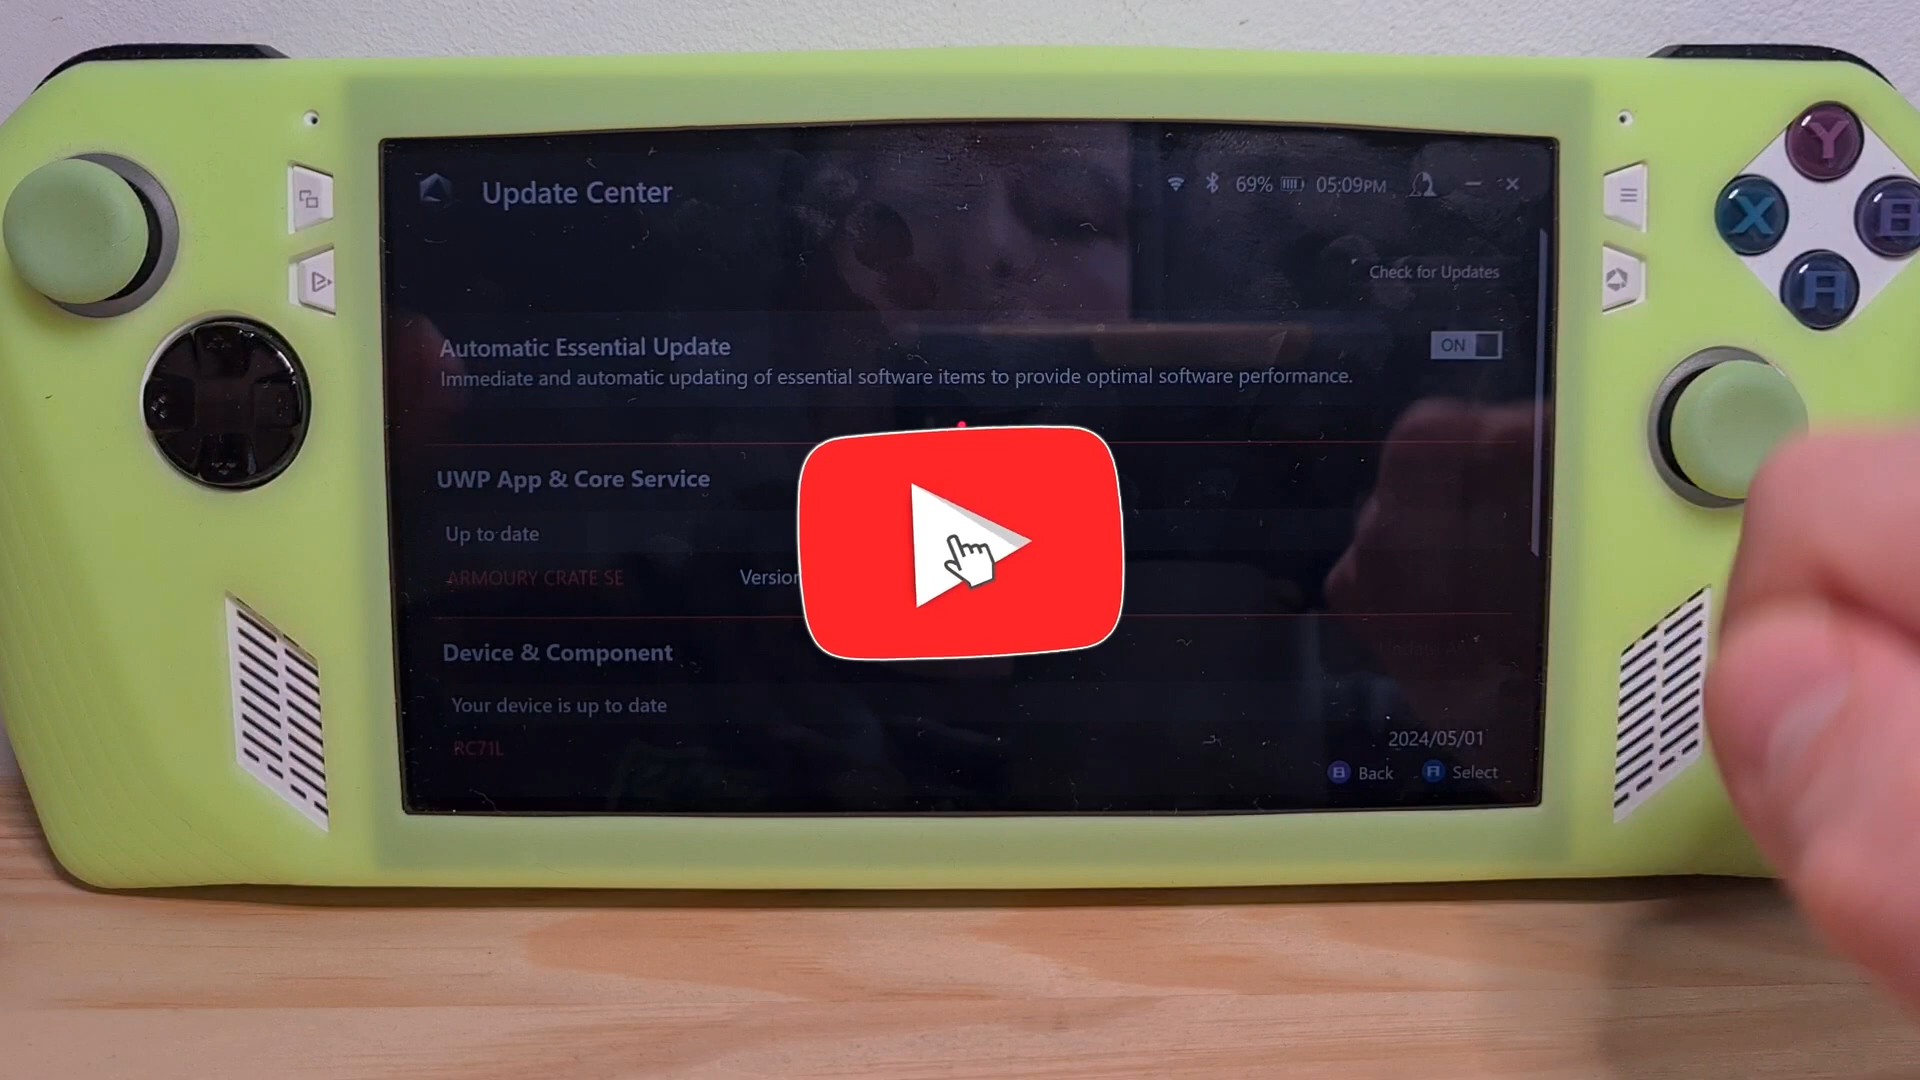 Update Center
69%
05:09PM
Check for Updates
Automatic Essential Update
ON
Immediate and automatic updating of essential software items to provide optimal software performance.
UWP App & Core Service
Up to date
ARMOURY CRATE SE
Version
Device & Component
Your device is up to date
RC71L
2024/05/01
B Back
A Select
Y
X
B
A